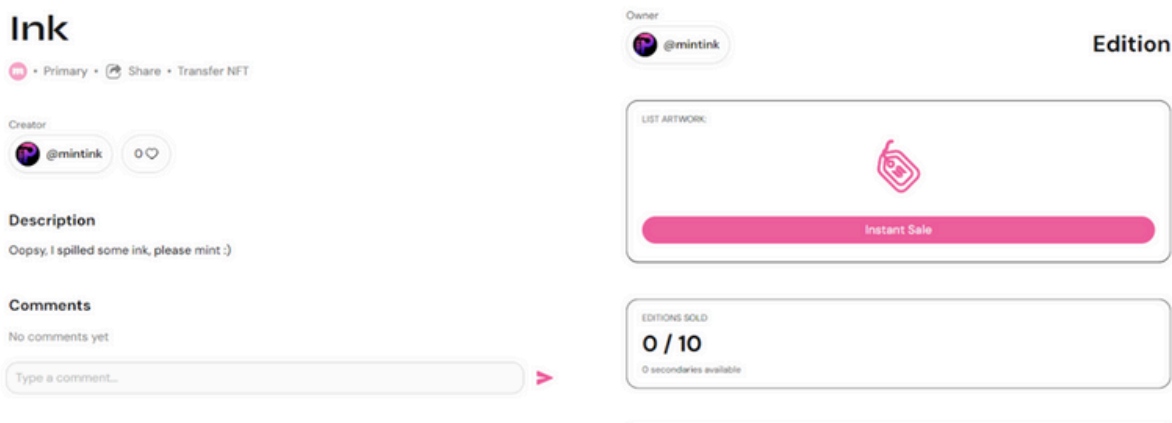 Ink
m • Primary • Share • Transfer NFT
Creator
@mintink 0
Description
Oopsy, I spilled some ink, please mint :)
Comments
No comments yet
Type a comment...
Owner
@mintink
Edition
LIST ARTWORK:
Instant Sale
EDITIONS SOLD
0 / 10
0 secondaries available